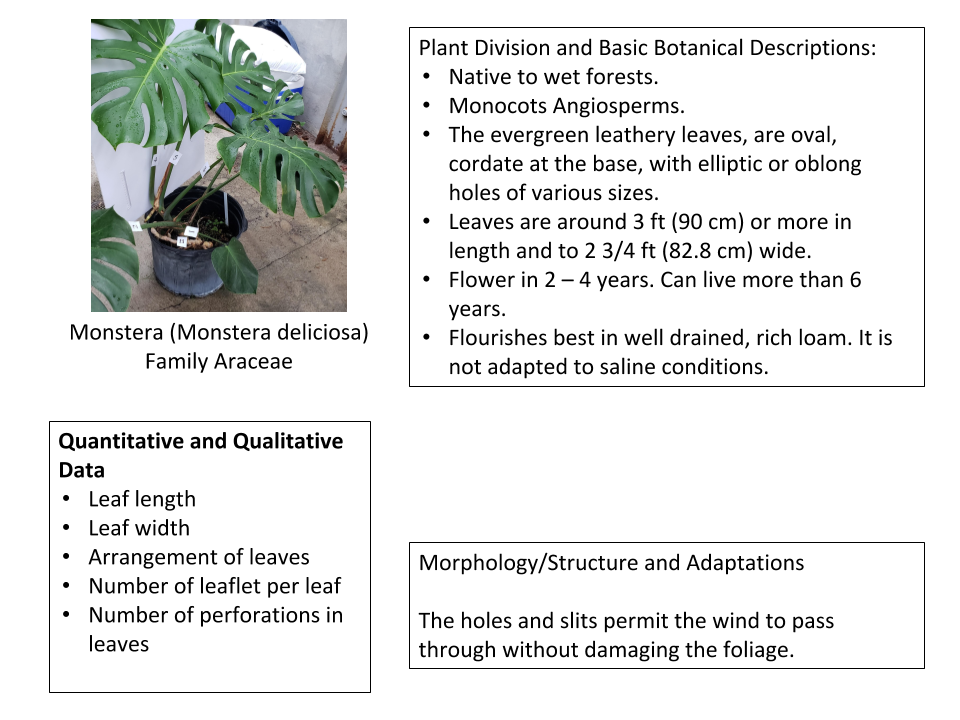 Monstera (Monstera deliciosa)
Family Araceae
Plant Division and Basic Botanical Descriptions:
• Native to wet forests.
• Monocots Angiosperms.
• The evergreen leathery leaves, are oval,
cordate at the base, with elliptic or oblong
holes of various sizes.
• Leaves are around 3 ft (90 cm) or more in
length and to 2 3/4 ft (82.8 cm) wide.
• Flower in 2 – 4 years. Can live more than 6
years.
• Flourishes best in well drained, rich loam. It is
not adapted to saline conditions.
Quantitative and Qualitative
Data
• Leaf length
• Leaf width
• Arrangement of leaves
• Number of leaflet per leaf
• Number of perforations in
leaves
Morphology/Structure and Adaptations
The holes and slits permit the wind to pass
through without damaging the foliage.